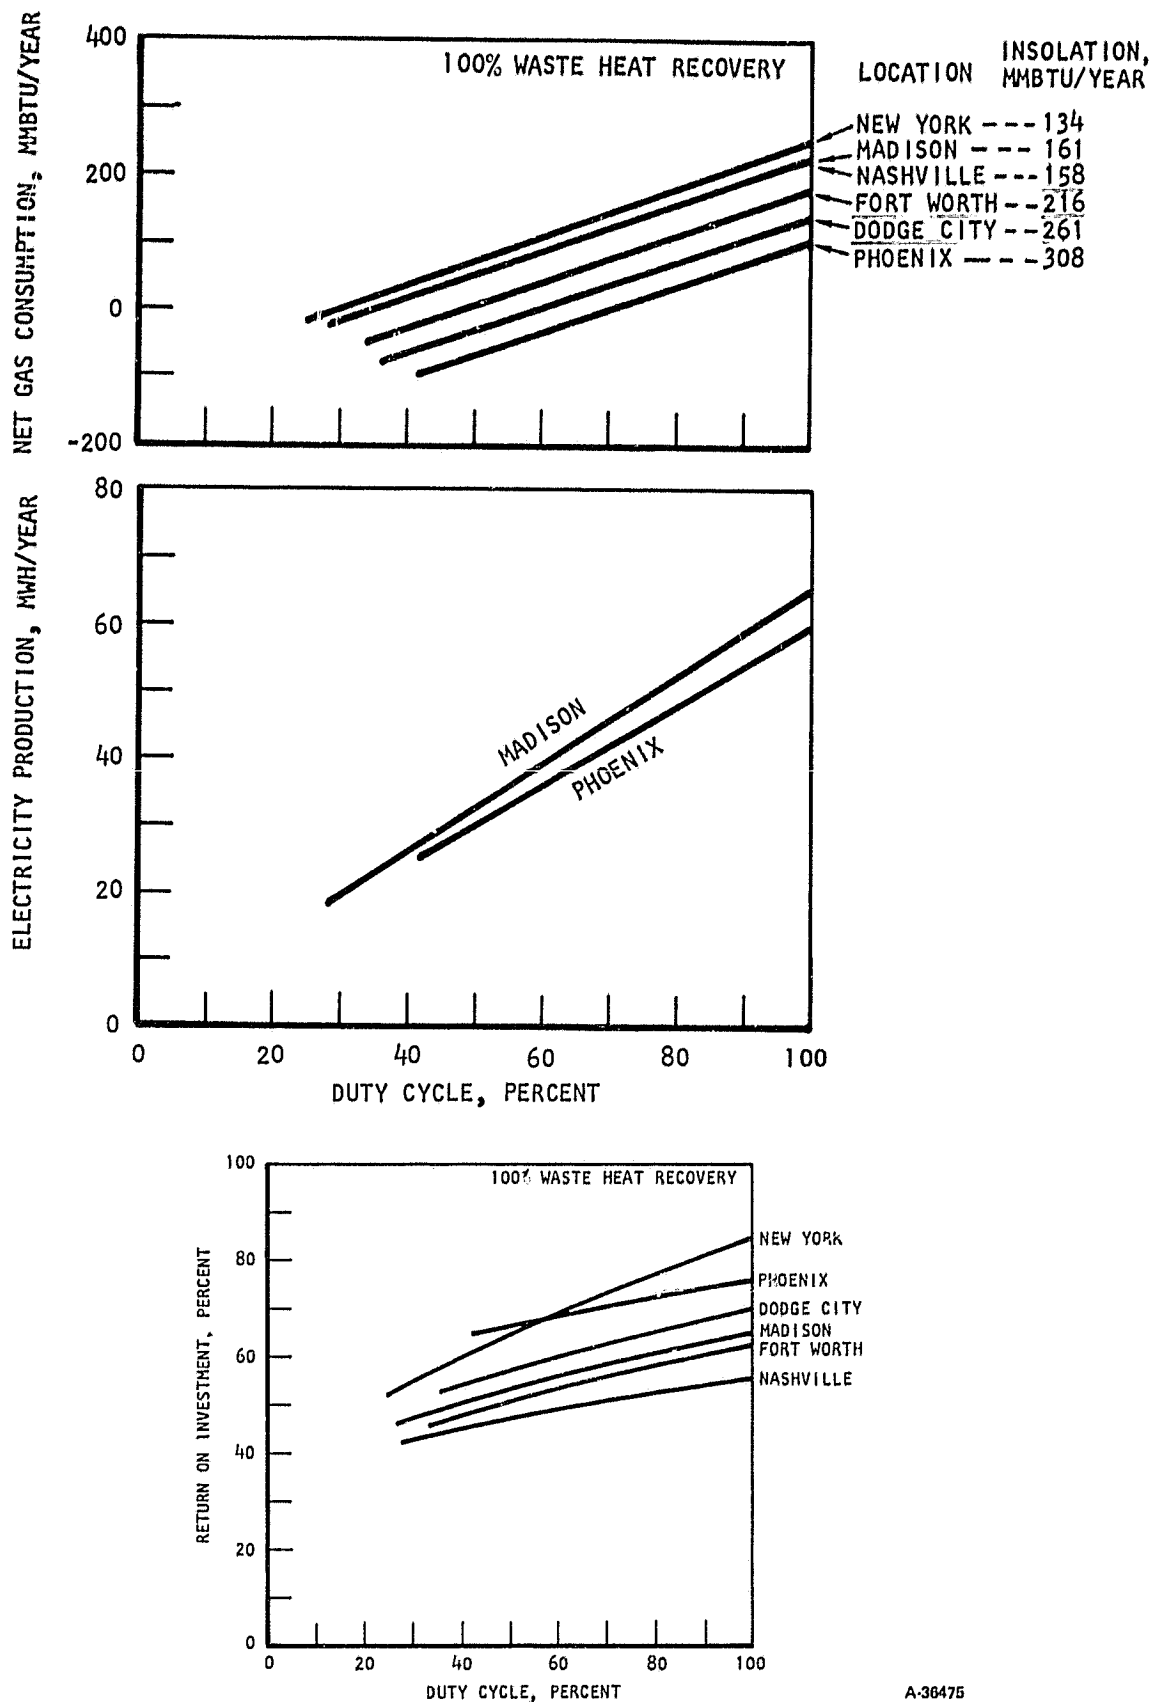 NET GAS CONSUMPTION, MMBTU/YEAR
400
200
0
-200
100% WASTE HEAT RECOVERY
LOCATION INSOLATION, MMBTU/YEAR
NEW YORK ---134
MADISON --- 161
NASHVILLE ---158
FORT WORTH --216
DODGE CITY --261
PHOENIX ---308
ELECTRICITY PRODUCTION, MWH/YEAR
80
60
40
20
0
MADISON
PHOENIX
0 20 40 60 80 100
DUTY CYCLE, PERCENT
RETURN ON INVESTMENT, PERCENT
100
80
60
40
20
0
100% WASTE HEAT RECOVERY
NEW YORK
PHOENIX
DODGE CITY
MADISON
FORT WORTH
NASHVILLE
0 20 40 60 80 100
DUTY CYCLE, PERCENT
A-36475